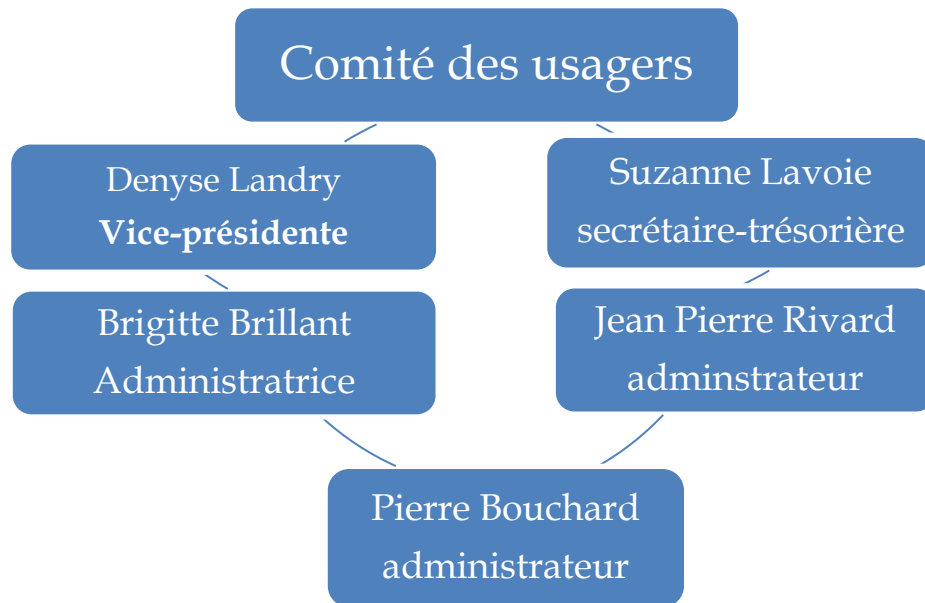 Comité des usagers
Denyse Landry
Vice-présidente
Suzanne Lavoie
secrétaire-trésorière
Brigitte Brillant
Administratrice
Jean Pierre Rivard
adminstrateur
Pierre Bouchard
administrateur